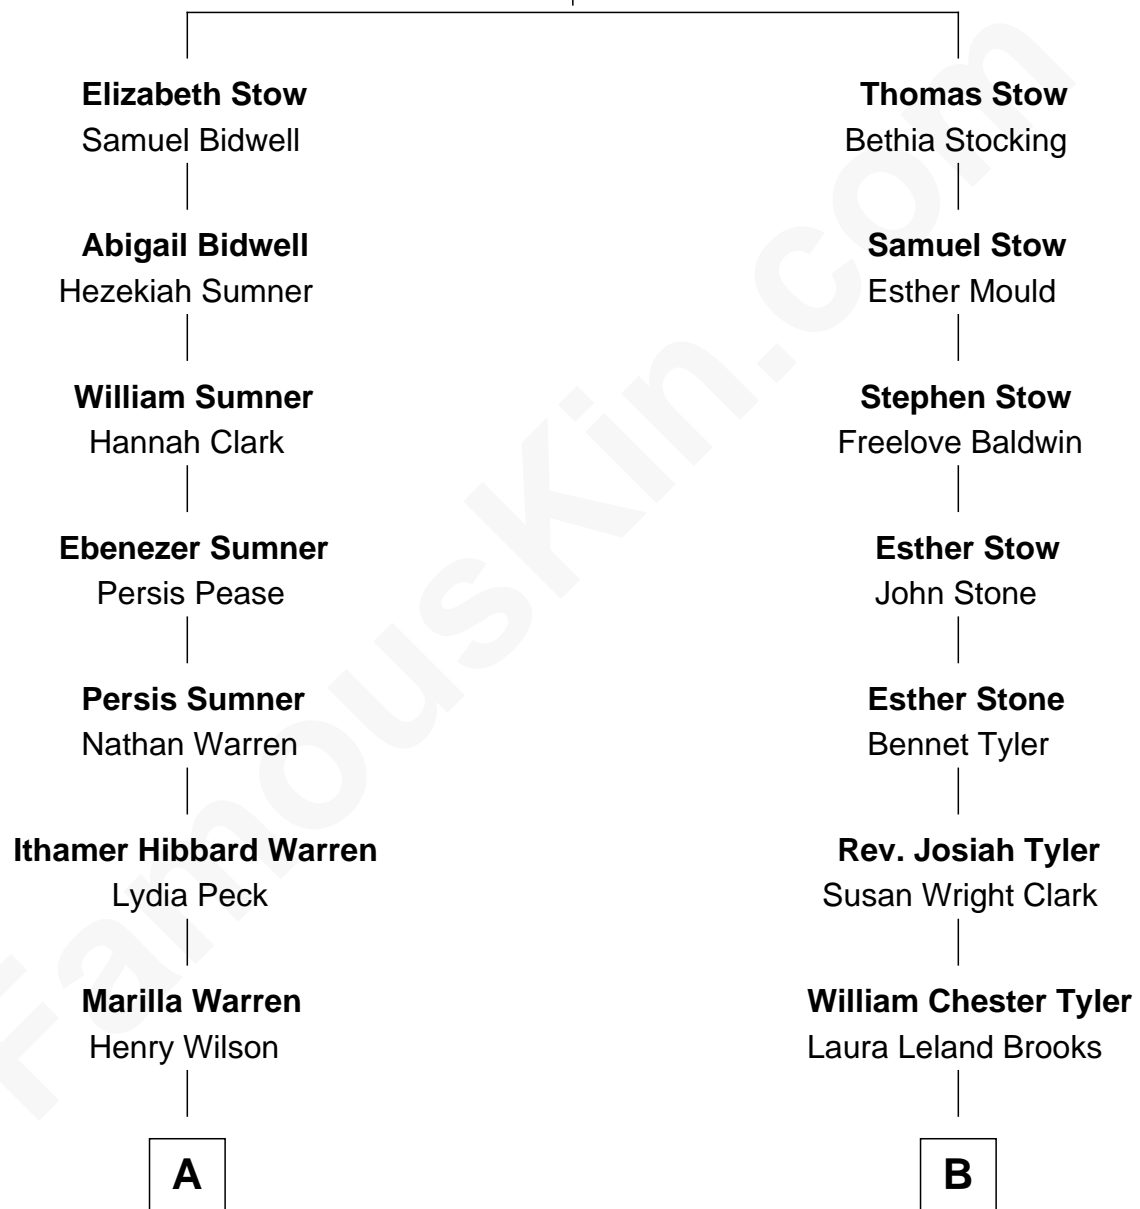 Elizabeth Stow
Samuel Bidwell
Thomas Stow
Bethia Stocking
Abigail Bidwell
Hezekiah Sumner
Samuel Stow
Esther Mould
William Sumner
Hannah Clark
Stephen Stow
Freelove Baldwin
Ebenezer Sumner
Persis Pease
Esther Stow
John Stone
Persis Sumner
Nathan Warren
Esther Stone
Bennet Tyler
Ithamer Hibbard Warren
Lydia Peck
Rev. Josiah Tyler
Susan Wright Clark
Marilla Warren
Henry Wilson
William Chester Tyler
Laura Leland Brooks
A
B
FamousKin.com